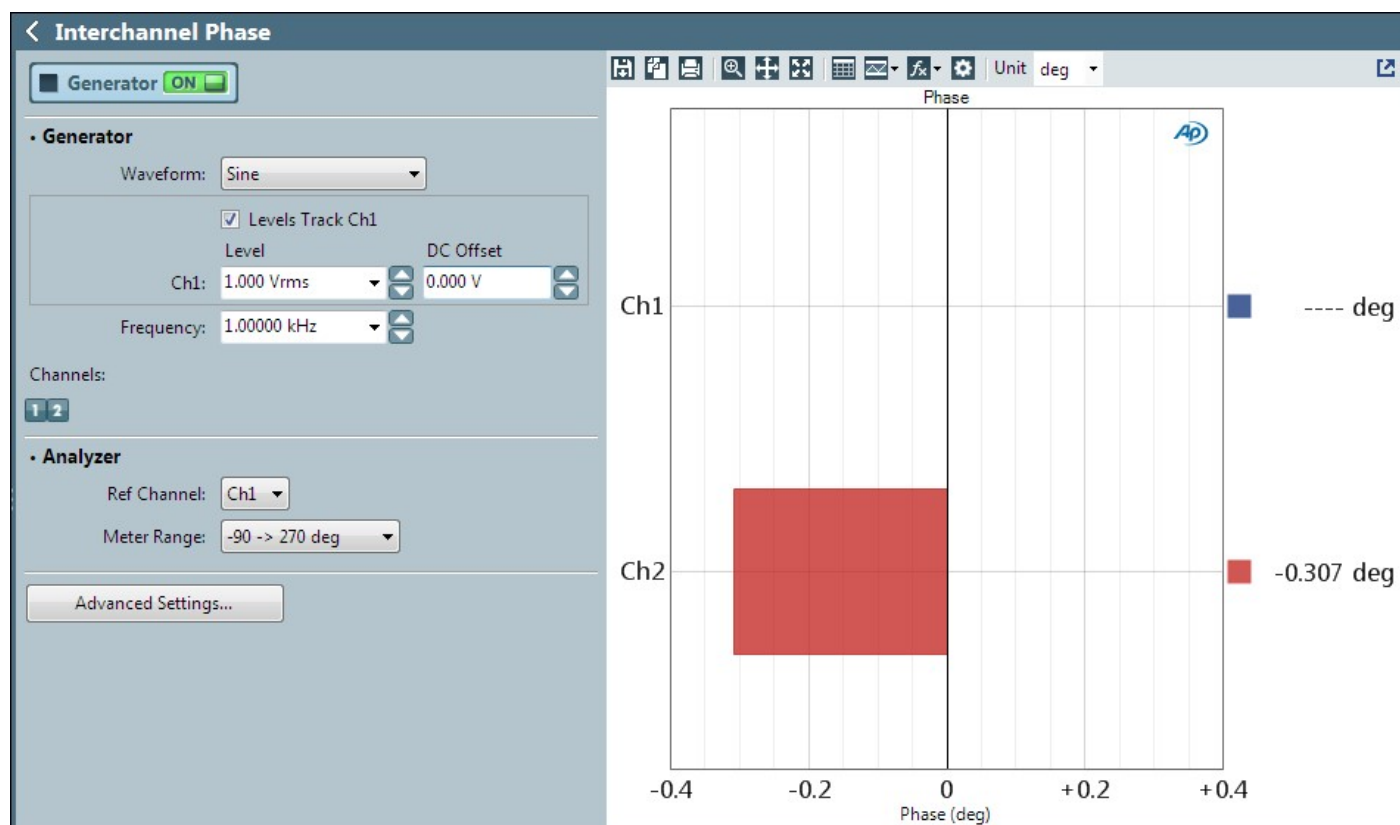 Interchannel Phase
Generator ON
Unit deg
Phase
Generator
AP
Waveform: Sine
Levels Track Ch1
Level DC Offset
Ch1: 1.000 Vrms 0.000 V
Frequency: 1.00000 kHz
Channels:
1 2
Analyzer
Ref Channel: Ch1
Meter Range: -90 -> 270 deg
Advanced Settings...
Ch1 ---- deg
Ch2 -0.307 deg
-0.4 -0.2 0 +0.2 +0.4
Phase (deg)